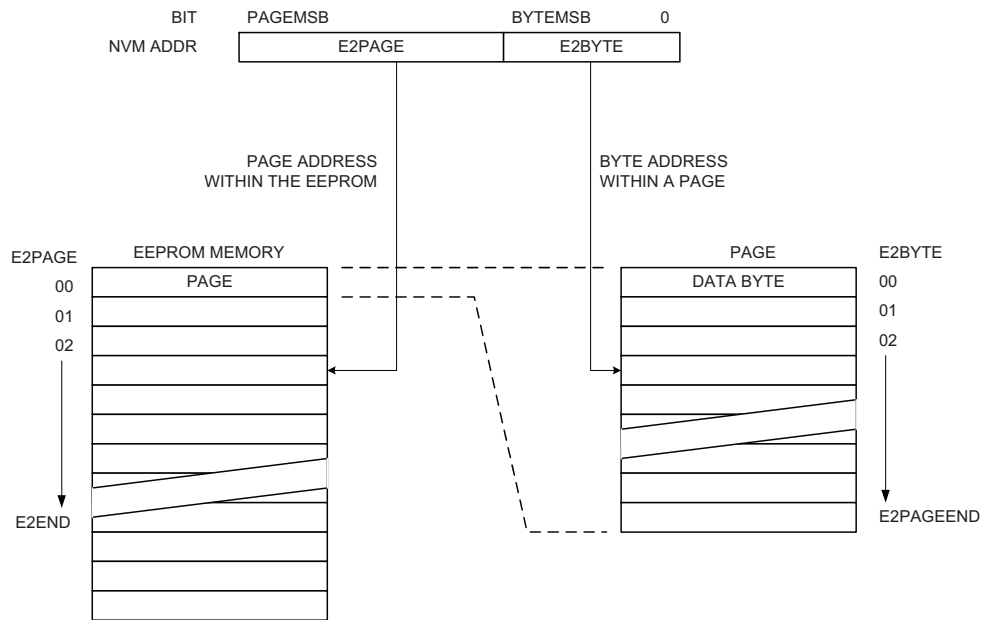 BIT PAGEMSB BYTEMSB 0
NVM ADDR E2PAGE E2BYTE
PAGE ADDRESS
WITHIN THE EEPROM
BYTE ADDRESS
WITHIN A PAGE
E2PAGE EEPROM MEMORY
00 PAGE
01
02
E2END
PAGE E2BYTE
DATA BYTE 00
01
02
E2PAGEEND